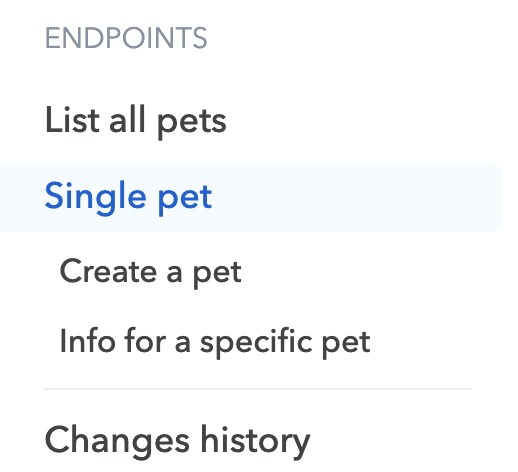 ENDPOINTS
List all pets
Single pet
Create a pet
Info for a specific pet
Changes history